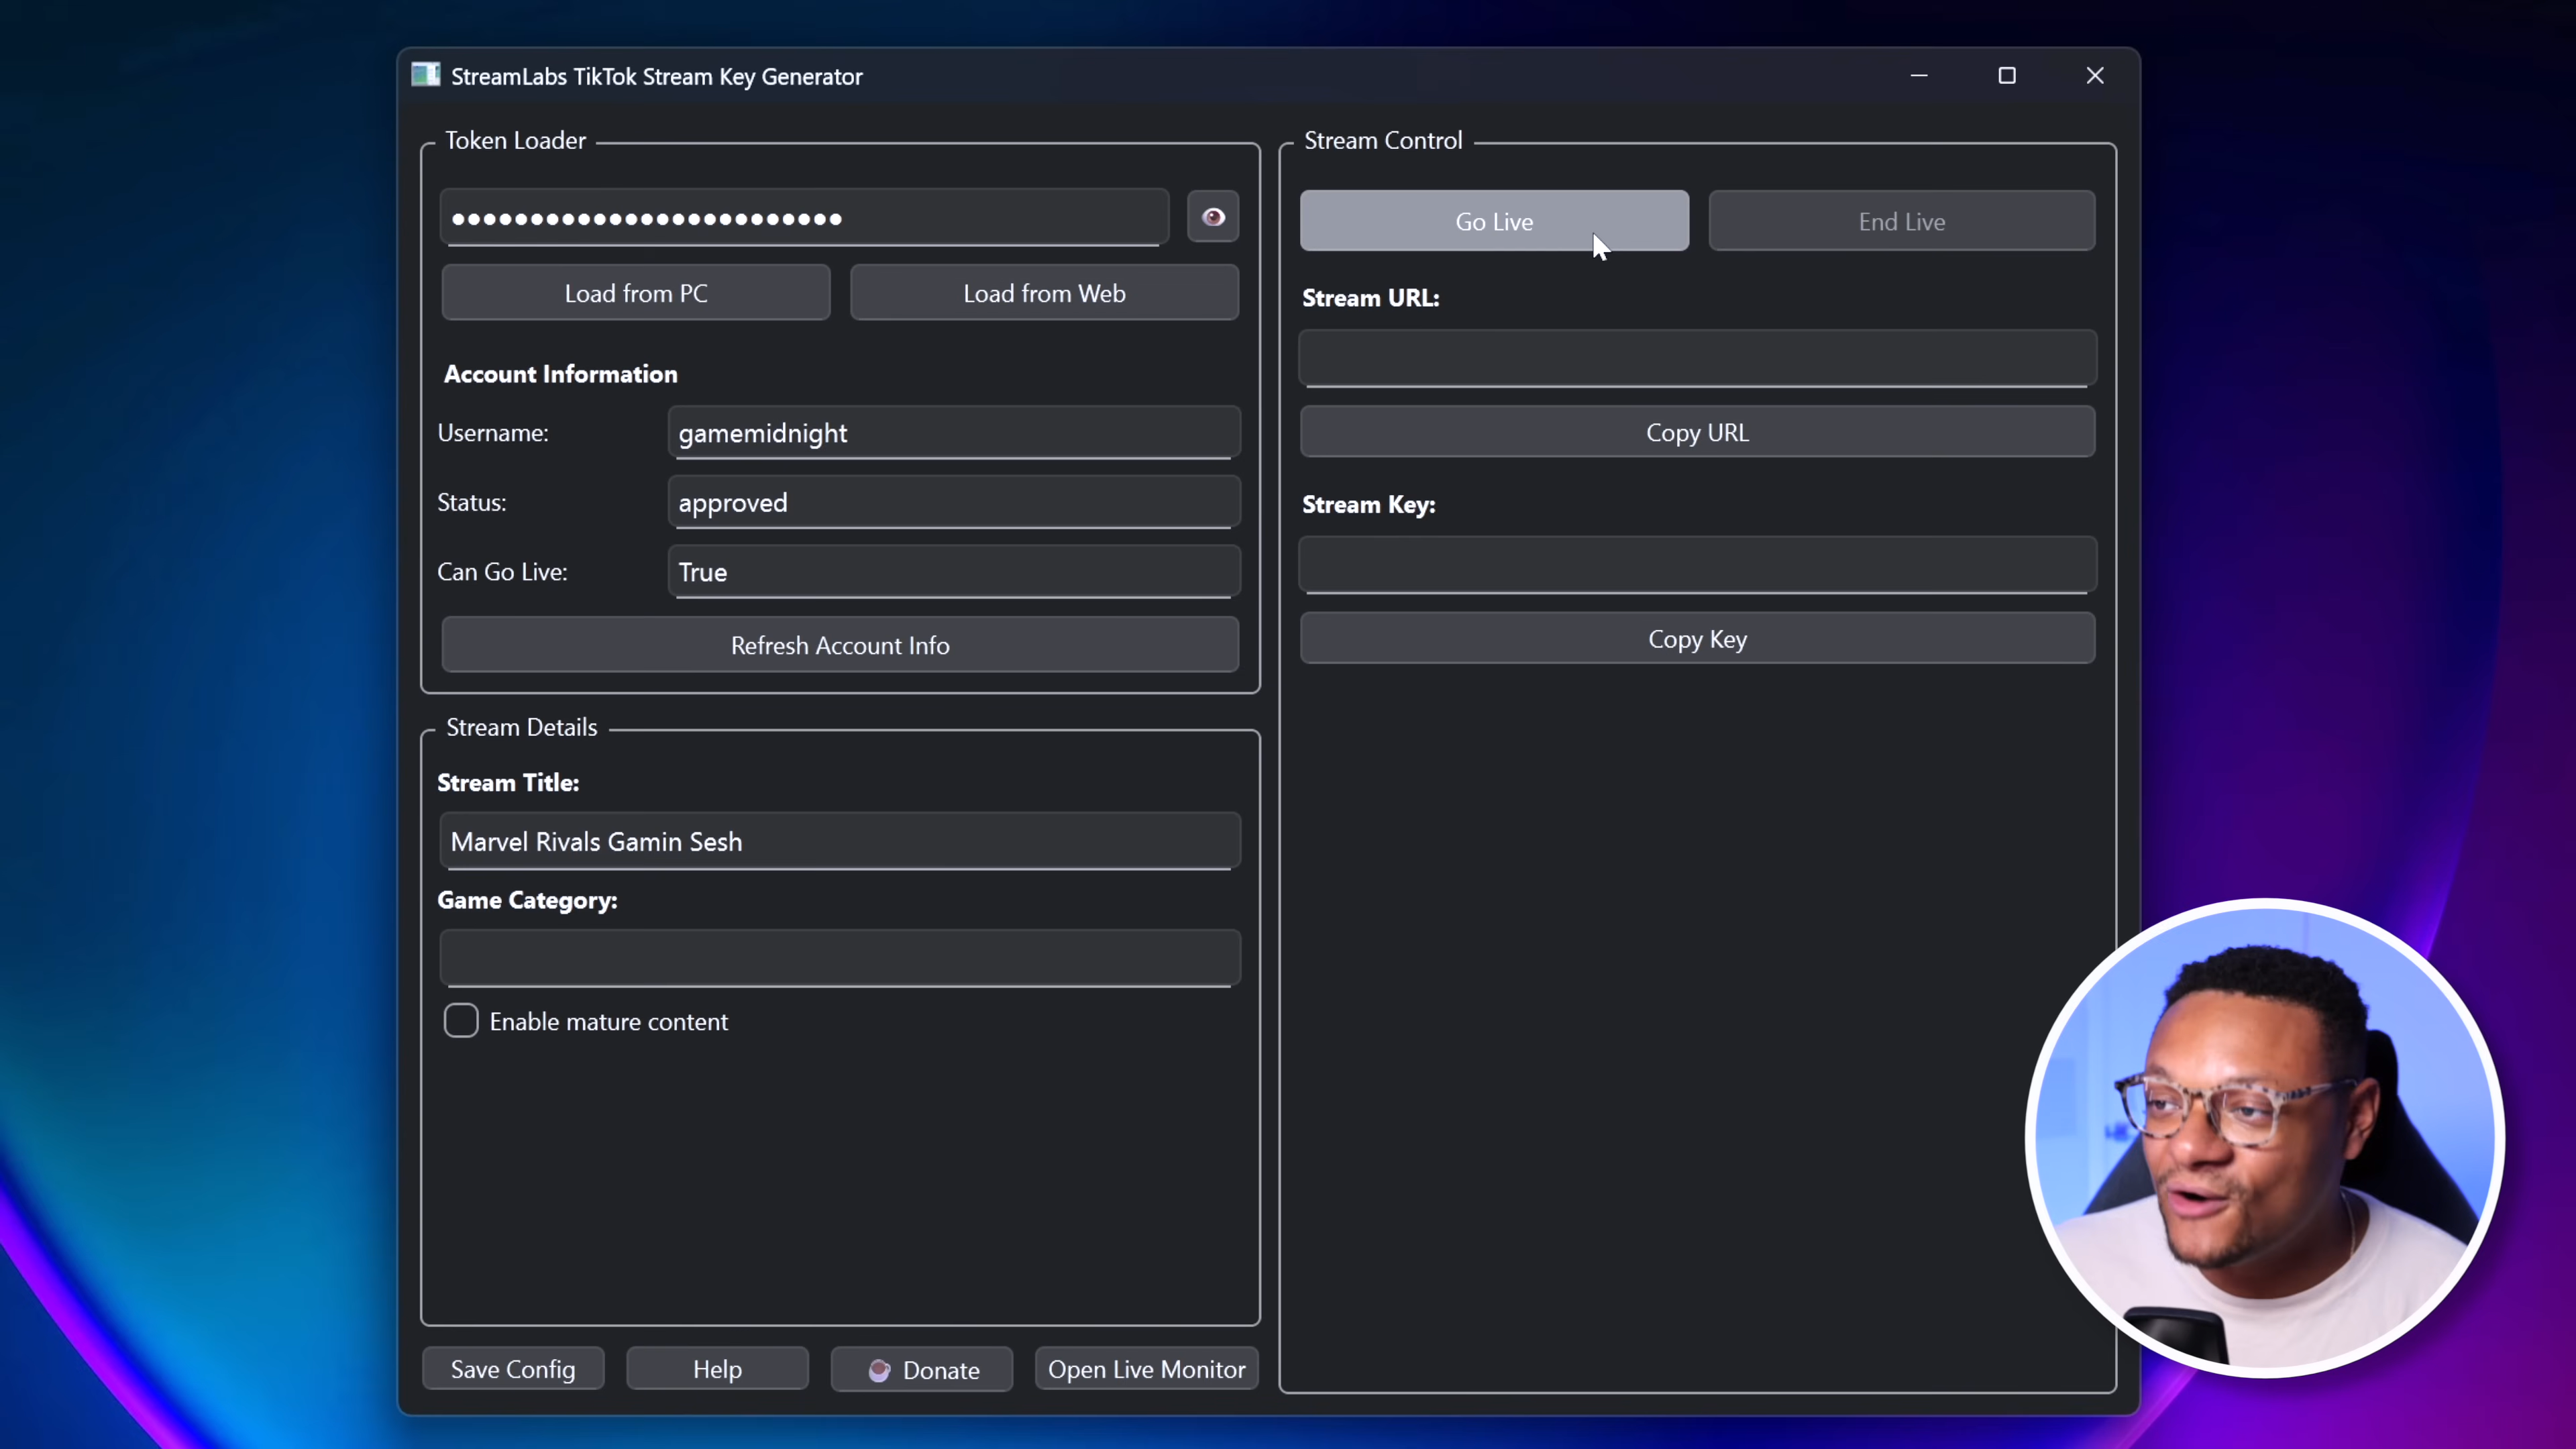 StreamLabs TikTok Stream Key Generator
Token Loader
Load from PC
Load from Web
Account Information
Username: gamemidnight
Status: approved
Can Go Live: True
Refresh Account Info
Stream Details
Stream Title:
Marvel Rivals Gamin Sesh
Game Category:
Enable mature content
Save Config
Help
Donate
Open Live Monitor
Stream Control
Go Live
End Live
Stream URL:
Copy URL
Stream Key:
Copy Key